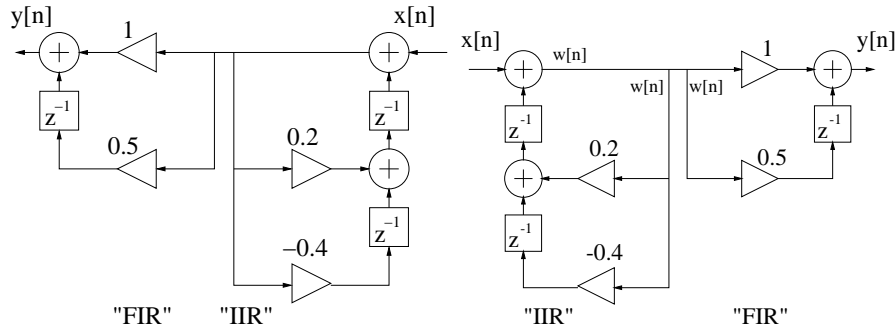 y[n] 1 x[n]
z⁻¹ z⁻¹
0.5 0.2
z⁻¹
−0.4
"FIR" "IIR"
x[n] w[n] 1 y[n]
w[n] w[n]
z⁻¹ z⁻¹
0.2 0.5
z⁻¹
-0.4
"IIR" "FIR"